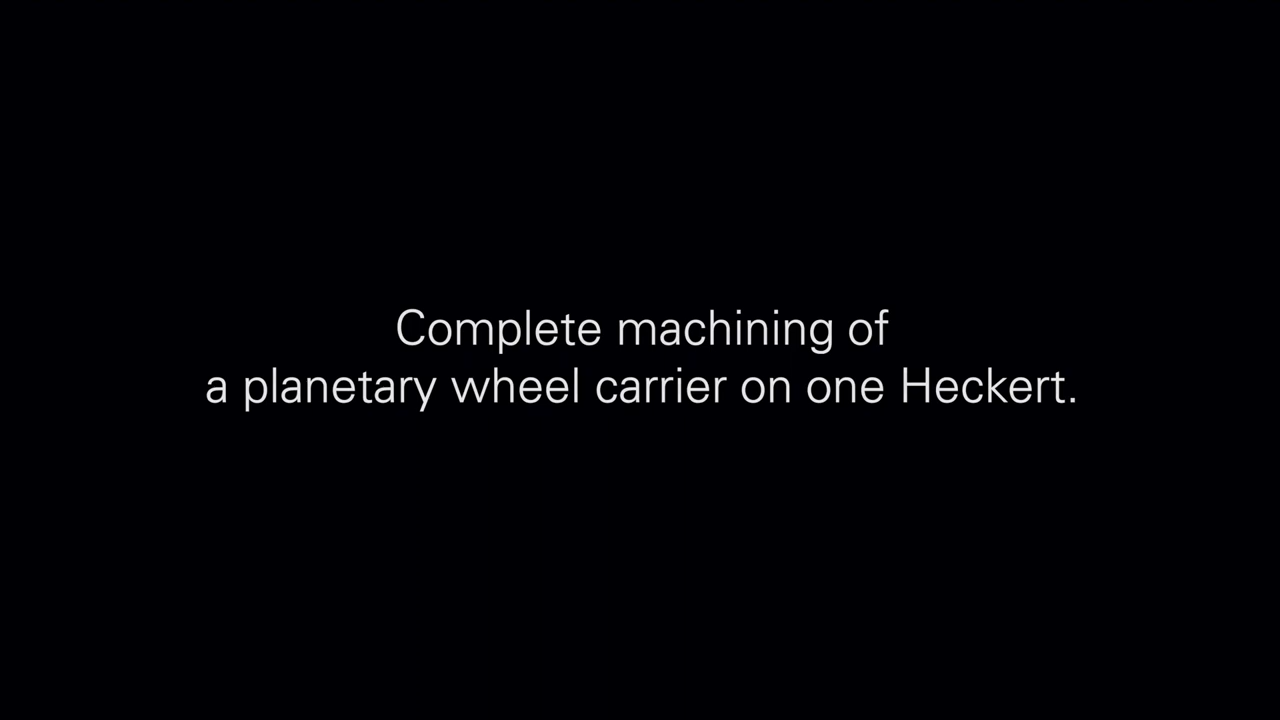 Complete machining of
a planetary wheel carrier on one Heckert.